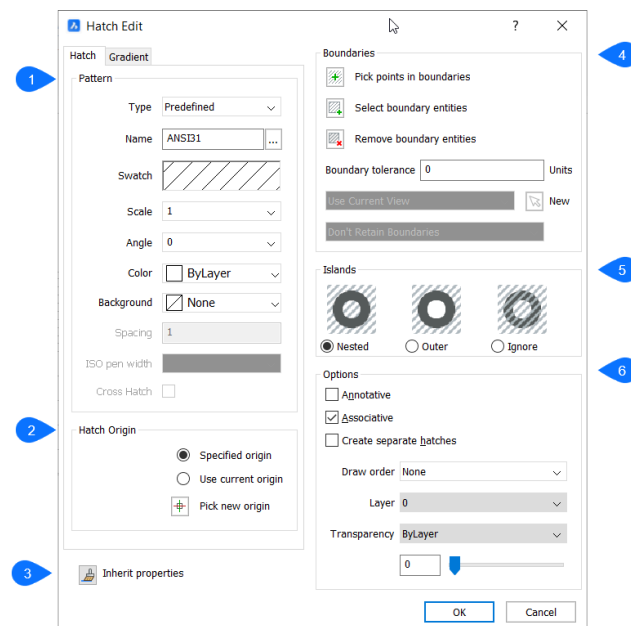 Hatch Edit ?
Hatch Gradient
1
Pattern
Type Predefined
Name ANSI31 ...
Swatch
Scale 1
Angle 0
Color ByLayer
Background None
Spacing 1
ISO pen width
Cross Hatch
2
Hatch Origin
Specified origin
Use current origin
Pick new origin
3
Inherit properties
4
Boundaries
Pick points in boundaries
Select boundary entities
Remove boundary entities
Boundary tolerance 0 Units
Use Current View New
Don't Retain Boundaries
5
Islands
Nested Outer Ignore
6
Options
Annotative
Associative
Create separate hatches
Draw order None
Layer 0
Transparency ByLayer
0
OK Cancel